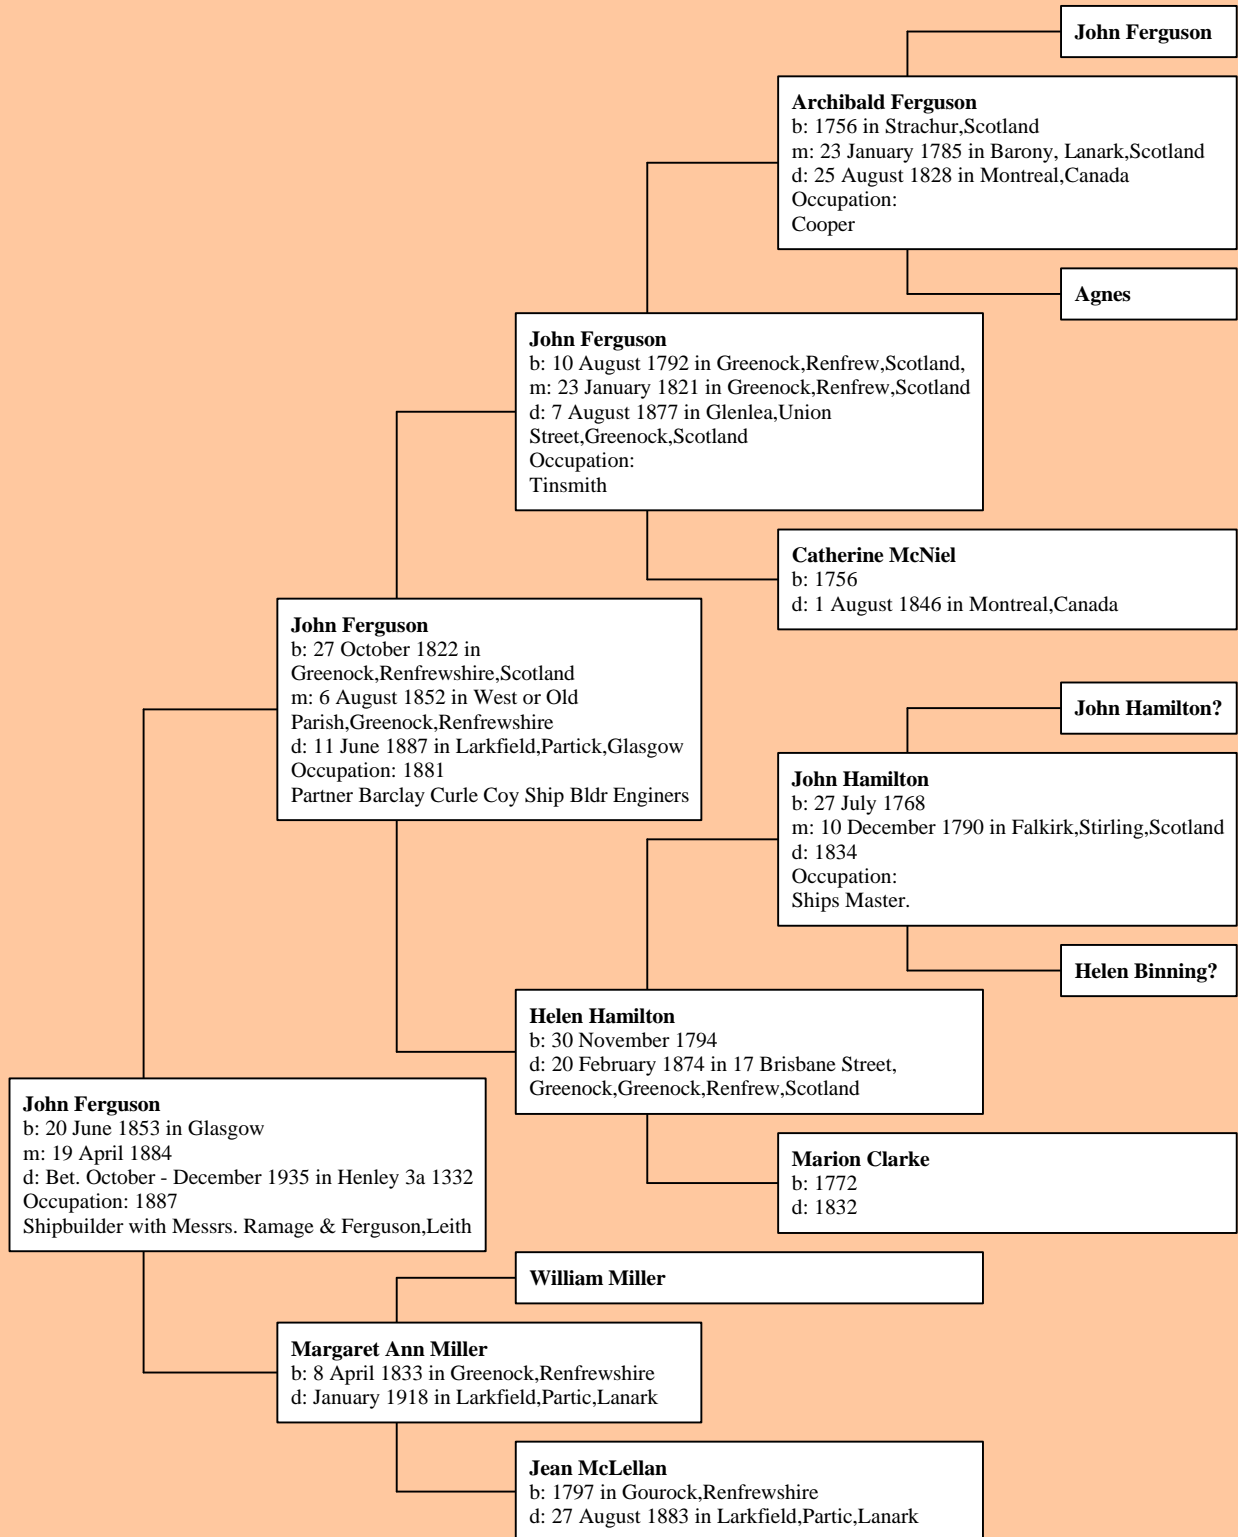 John Ferguson
Archibald Ferguson
b: 1756 in Strachur,Scotland
m: 23 January 1785 in Barony, Lanark,Scotland
d: 25 August 1828 in Montreal,Canada
Occupation:
Cooper
Agnes
John Ferguson
b: 10 August 1792 in Greenock,Renfrew,Scotland,
m: 23 January 1821 in Greenock,Renfrew,Scotland
d: 7 August 1877 in Glenlea,Union
Street,Greenock,Scotland
Occupation:
Tinsmith
Catherine McNiel
b: 1756
d: 1 August 1846 in Montreal,Canada
John Ferguson
b: 27 October 1822 in
Greenock,Renfrewshire,Scotland
m: 6 August 1852 in West or Old
Parish,Greenock,Renfrewshire
d: 11 June 1887 in Larkfield,Partick,Glasgow
Occupation: 1881
Partner Barclay Curle Coy Ship Bldr Enginers
John Hamilton?
John Hamilton
b: 27 July 1768
m: 10 December 1790 in Falkirk,Stirling,Scotland
d: 1834
Occupation:
Ships Master.
Helen Binning?
Helen Hamilton
b: 30 November 1794
d: 20 February 1874 in 17 Brisbane Street,
Greenock,Greenock,Renfrew,Scotland
Marion Clarke
b: 1772
d: 1832
John Ferguson
b: 20 June 1853 in Glasgow
m: 19 April 1884
d: Bet. October - December 1935 in Henley 3a 1332
Occupation: 1887
Shipbuilder with Messrs. Ramage & Ferguson,Leith
William Miller
Margaret Ann Miller
b: 8 April 1833 in Greenock,Renfrewshire
d: January 1918 in Larkfield,Partic,Lanark
Jean McLellan
b: 1797 in Gourock,Renfrewshire
d: 27 August 1883 in Larkfield,Partic,Lanark